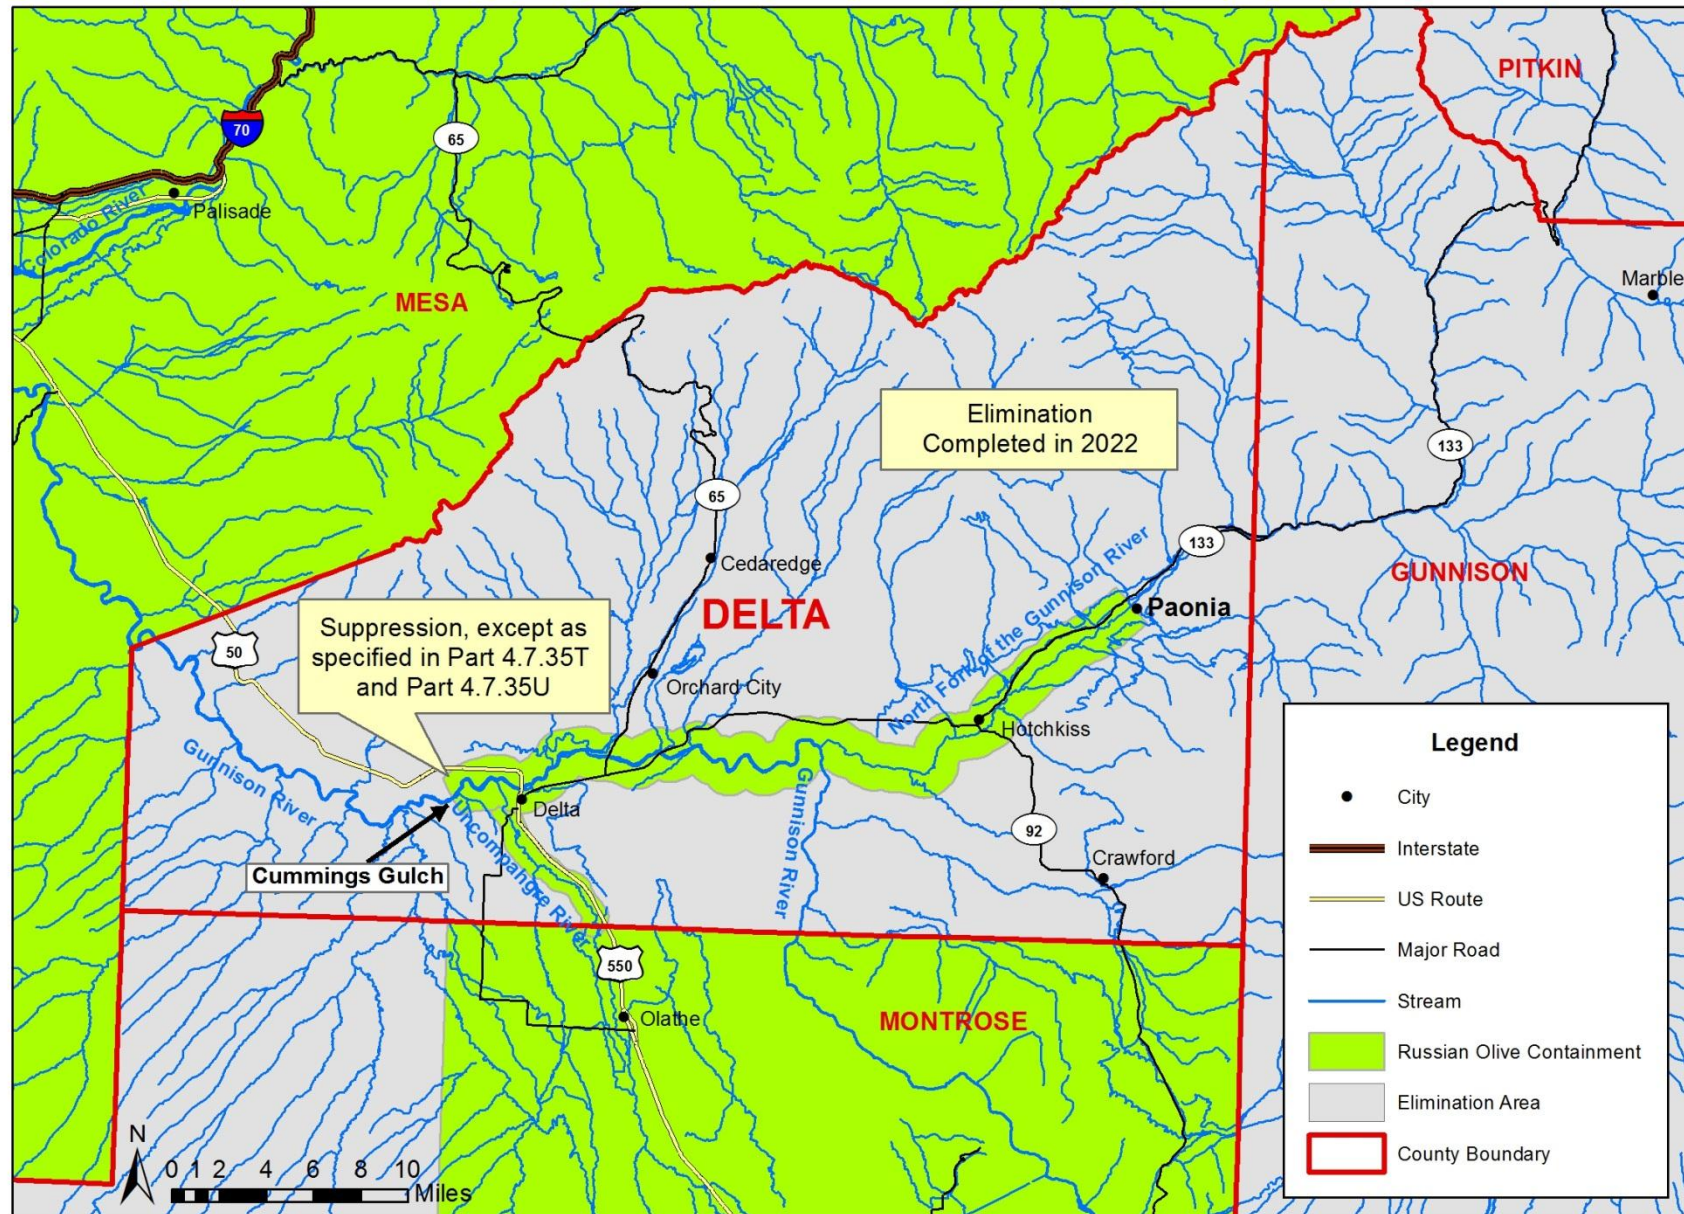 PITKIN
70
65
Palisade
Colorado River
Marble
MESA
Elimination
Completed in 2022
133
65
133
Cedaredge
GUNNISON
DELTA
Paonia
North Fork of the Gunnison River
Suppression, except as
specified in Part 4.7.35T
and Part 4.7.35U
50
Orchard City
Hotchkiss
Gunnison River
Gunnison River
Delta
Uncompahgre River
92
Crawford
Cummings Gulch
550
Olathe
MONTROSE
Legend
City
Interstate
US Route
Major Road
Stream
Russian Olive Containment
Elimination Area
County Boundary
N
0 1 2 4 6 8 10
Miles